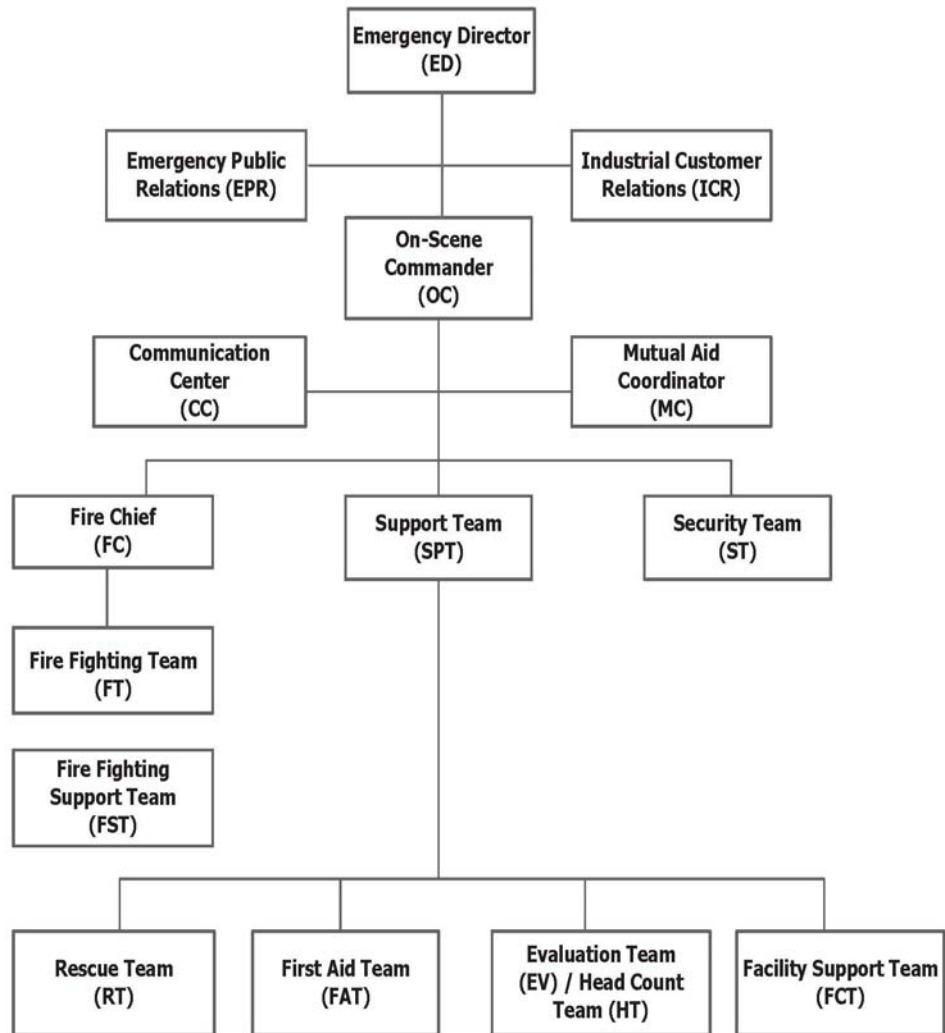 Emergency Director
(ED)
Emergency Public
Relations (EPR)
Industrial Customer
Relations (ICR)
On-Scene
Commander
(OC)
Communication
Center
(CC)
Mutual Aid
Coordinator
(MC)
Fire Chief
(FC)
Support Team
(SPT)
Security Team
(ST)
Fire Fighting Team
(FT)
Fire Fighting
Support Team
(FST)
Rescue Team
(RT)
First Aid Team
(FAT)
Evaluation Team
(EV) / Head Count
Team (HT)
Facility Support Team
(FCT)